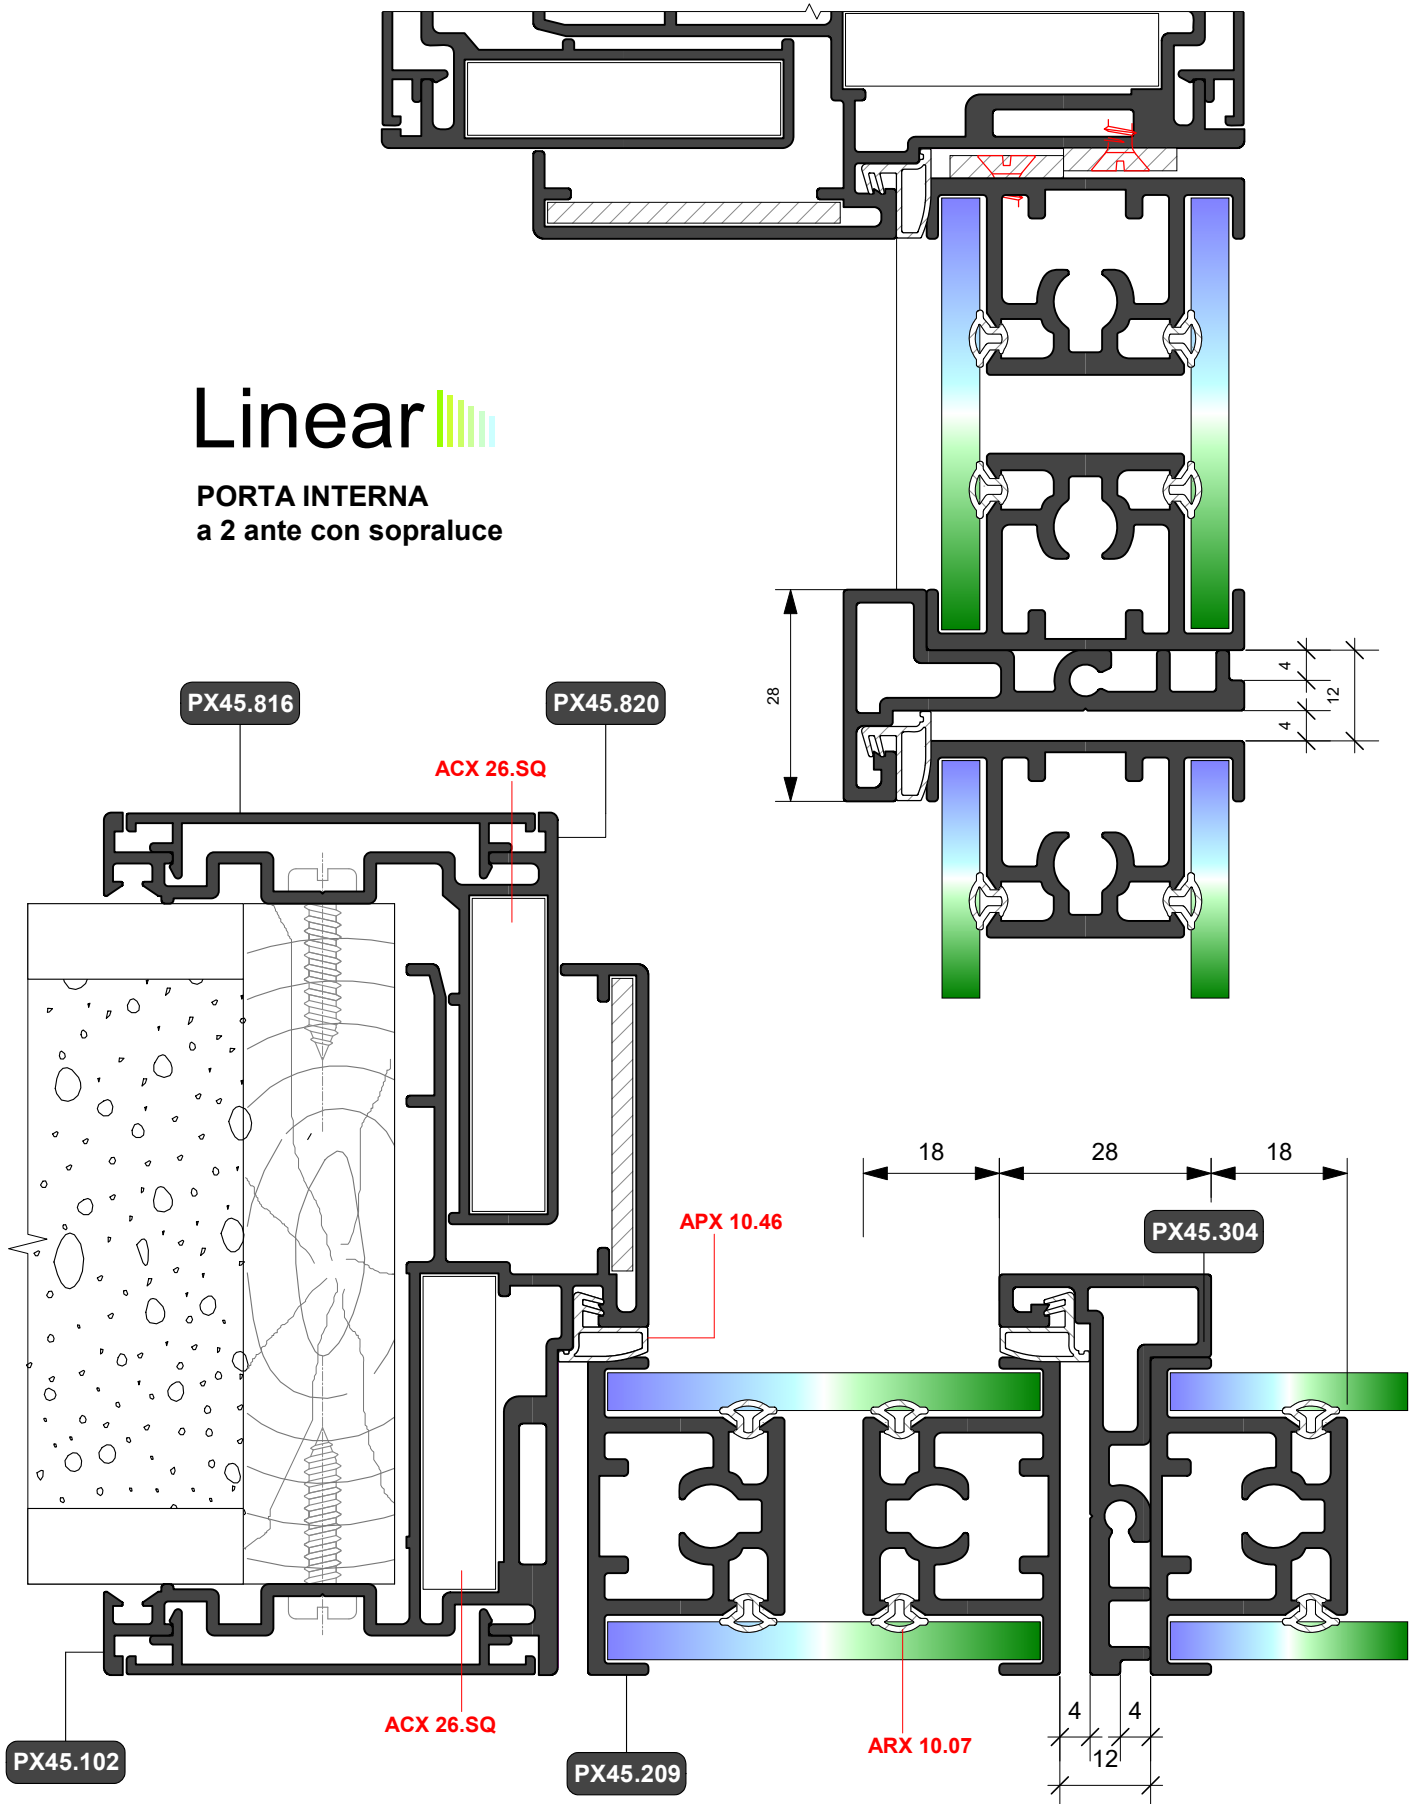 Linear
PORTA INTERNA
a 2 ante con sopraluce
28
4
12
4
PX45.816
PX45.820
ACX 26.SQ
18
28
18
APX 10.46
PX45.304
4
4
12
ACX 26.SQ
ARX 10.07
PX45.102
PX45.209